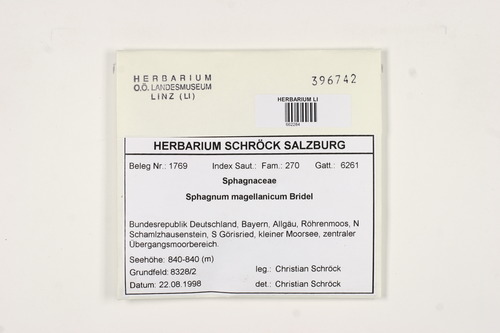 HERBARIUM
O.Ö. LANDESMUSEUM
LINZ (LI)
396742
HERBARIUM LI
HERBARIUM SCHRÖCK SALZBURG
Beleg Nr.: 1769 Index Saut.: Fam.: 270 Gatt.: 6261
Sphagnaceae
Sphagnum magellanicum Bridel
Bundesrepublik Deutschland, Bayern, Allgäu, Röhrenmoos, N
Schamlzhausenstein, S Görisried, kleiner Moorsee, zentraler
Übergangsmoorbereich.
Seehöhe: 840-840 (m)
Grundfeld: 8328/2 leg.: Christian Schröck
Datum: 22.08.1998 det.: Christian Schröck